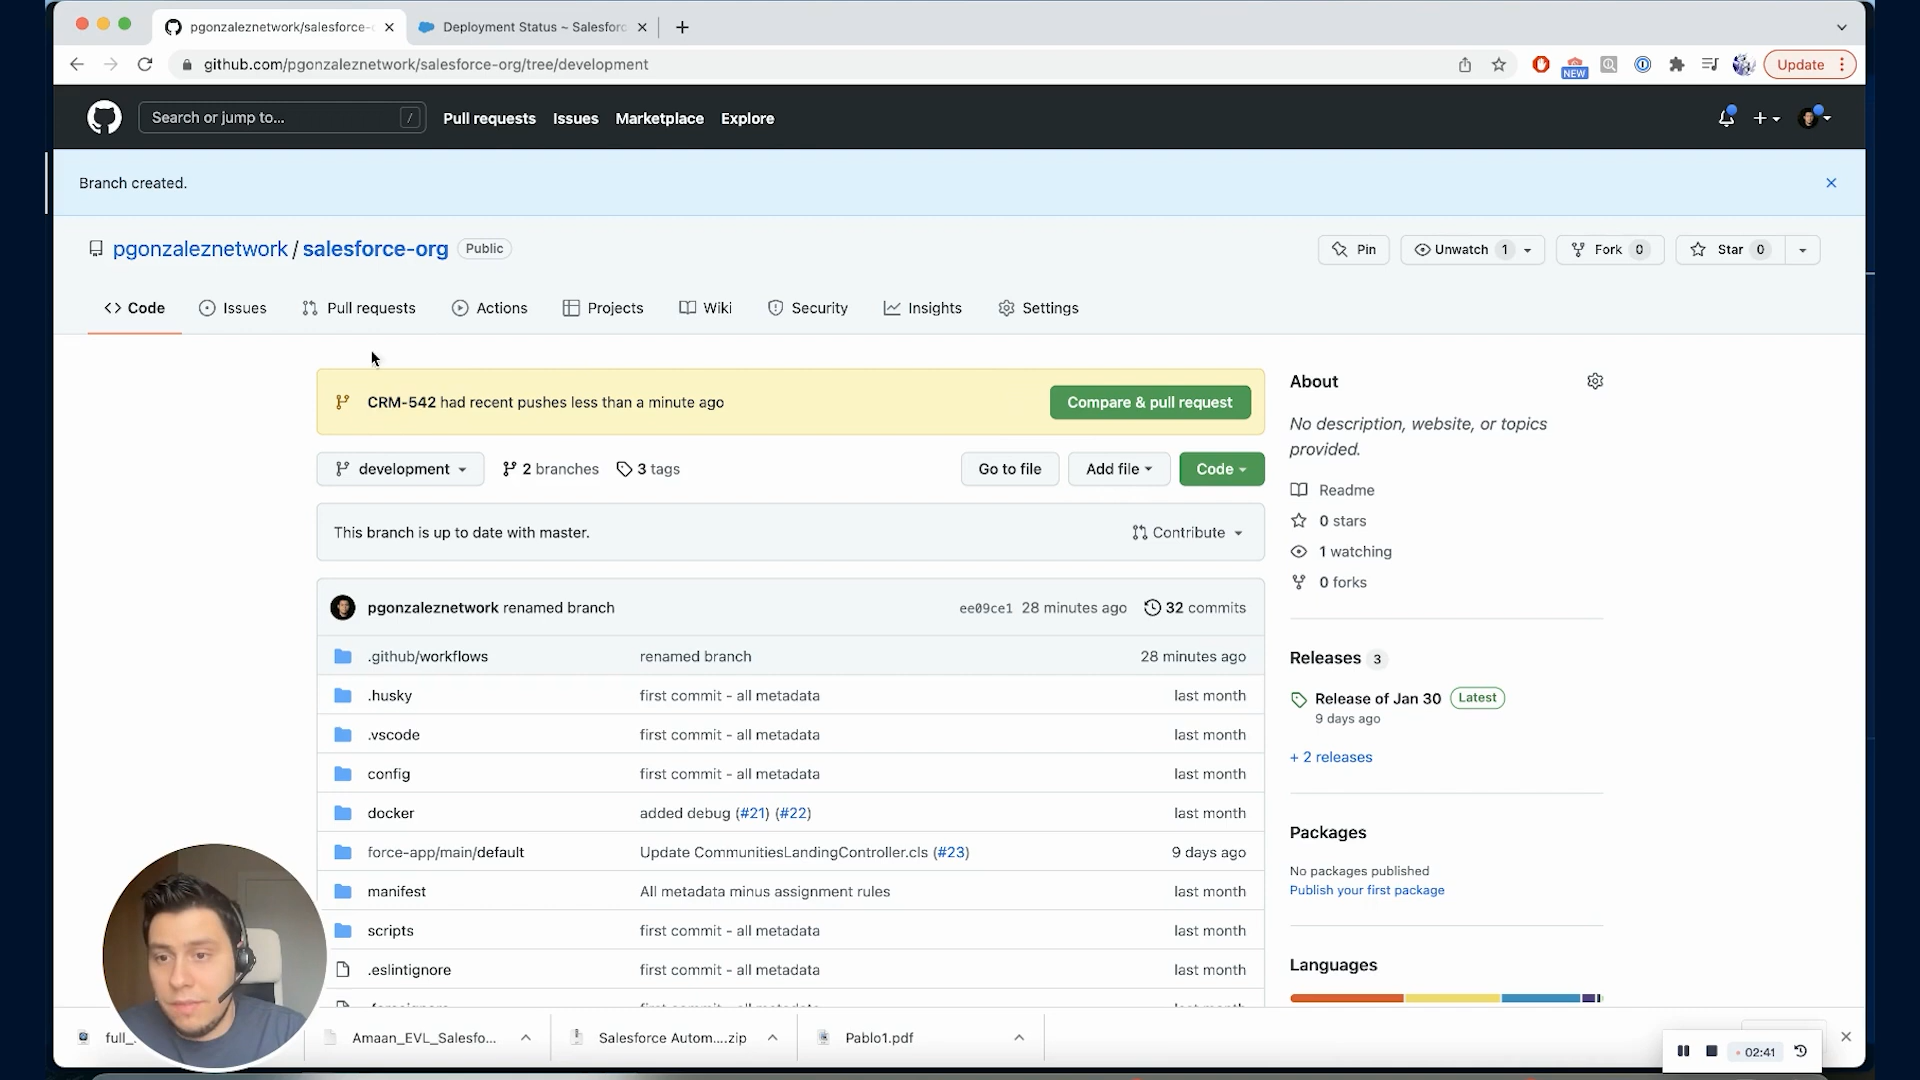 pgonzaleznetwork/salesforce-
Deployment Status ~ Salesforc
github.com/pgonzaleznetwork/salesforce-org/tree/development
NEW
Update
Search or jump to...
/
Pull requests
Issues
Marketplace
Explore
Branch created.
pgonzaleznetwork / salesforce-org
Public
Pin
Unwatch 1
Fork 0
Star 0
<> Code
Issues
Pull requests
Actions
Projects
Wiki
Security
Insights
Settings
CRM-542 had recent pushes less than a minute ago
Compare & pull request
development
2 branches
3 tags
Go to file
Add file
Code
This branch is up to date with master.
Contribute
pgonzaleznetwork renamed branch
ee09ce1 28 minutes ago
32 commits
.github/workflows renamed branch 28 minutes ago
.husky first commit - all metadata last month
.vscode first commit - all metadata last month
config first commit - all metadata last month
docker added debug (#21) (#22) last month
force-app/main/default Update CommunitiesLandingController.cls (#23) 9 days ago
manifest All metadata minus assignment rules last month
scripts first commit - all metadata last month
.eslintignore first commit - all metadata last month
About
No description, website, or topics
provided.
Readme
0 stars
1 watching
0 forks
Releases 3
Release of Jan 30 Latest
9 days ago
+ 2 releases
Packages
No packages published
Publish your first package
Languages
full_
Amaan_EVL_Salesfo...
Salesforce Autom....zip
Pablo1.pdf
02:41